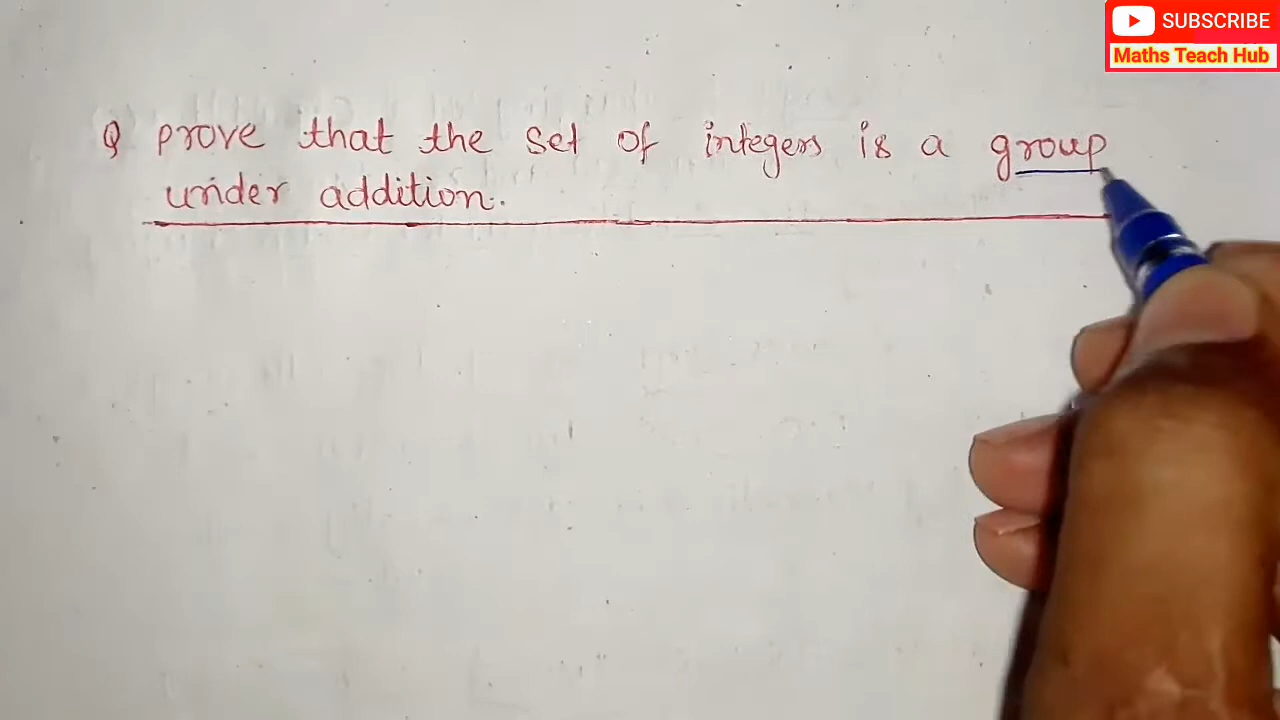 SUBSCRIBE
Maths Teach Hub
Q prove that the set of integers is a group
under addition.